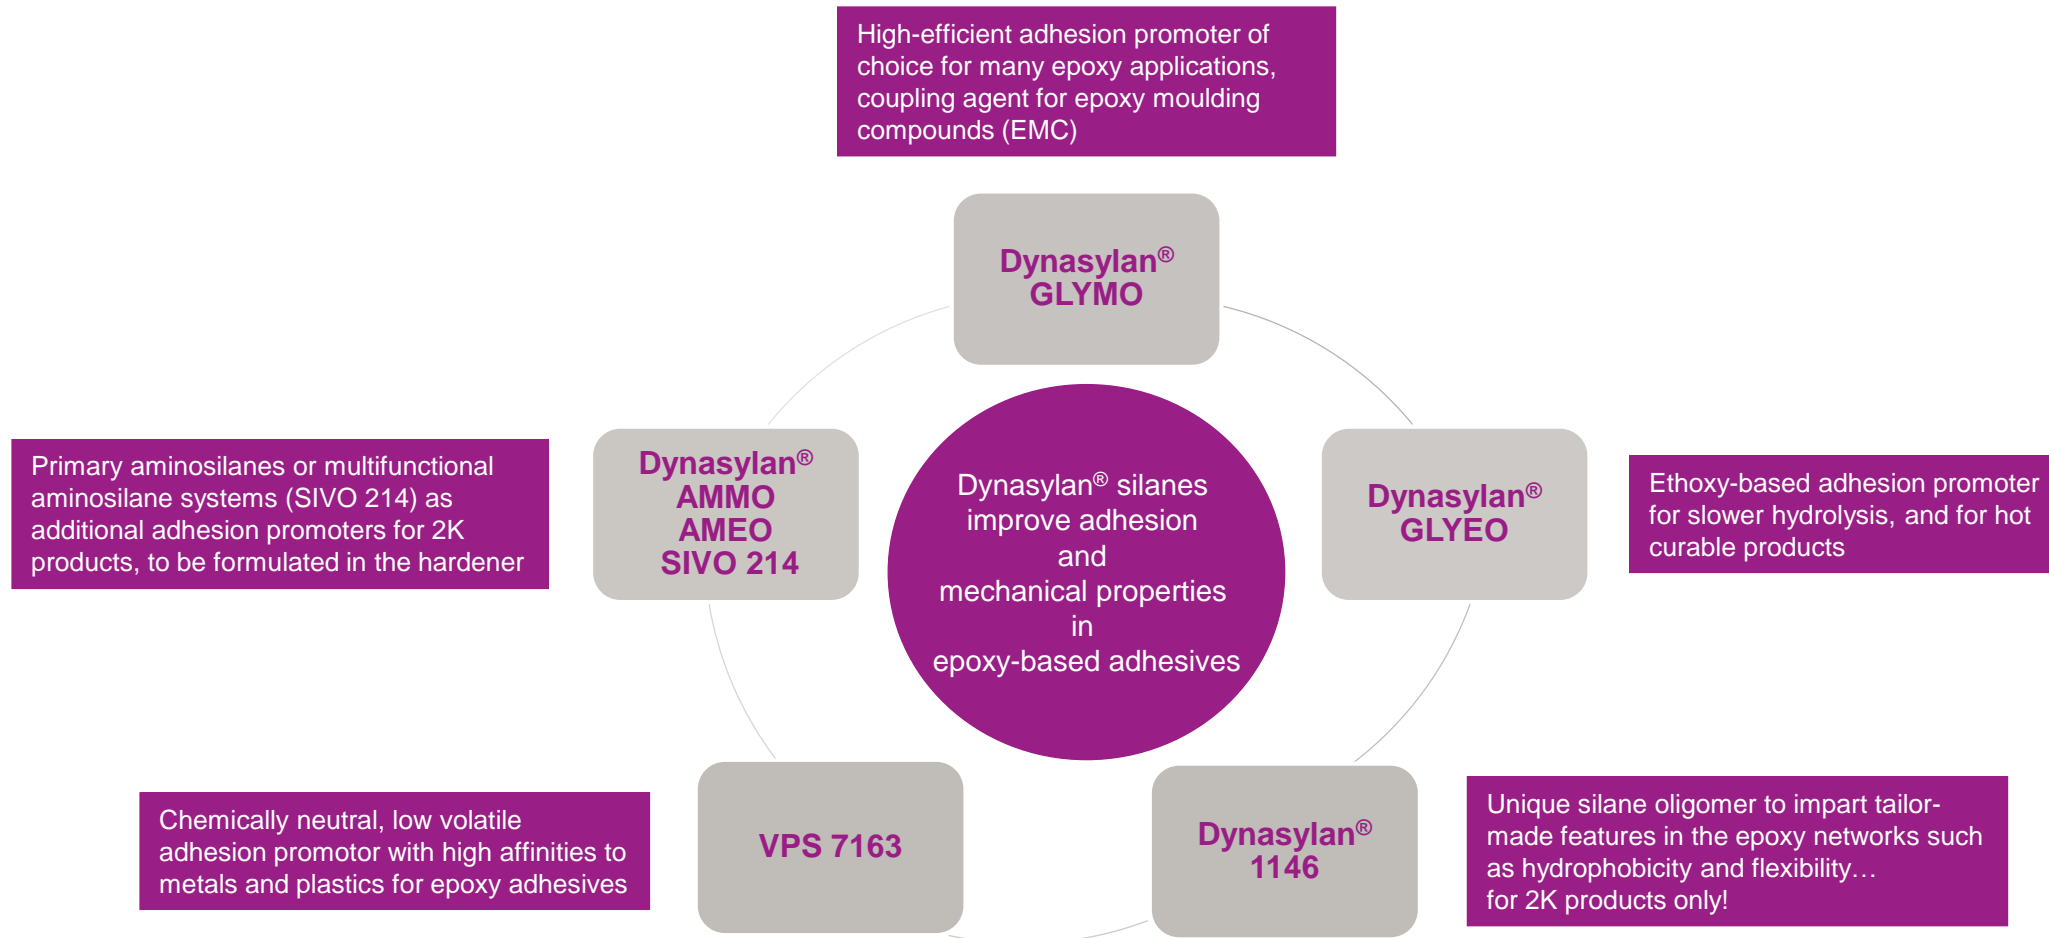 High-efficient adhesion promoter of
choice for many epoxy applications,
coupling agent for epoxy moulding
compounds (EMC)
Dynasylan®
GLYMO
Primary aminosilanes or multifunctional
aminosilane systems (SIVO 214) as
additional adhesion promoters for 2K
products, to be formulated in the hardener
Dynasylan®
AMMO
AMEO
SIVO 214
Dynasylan® silanes
improve adhesion
and
mechanical properties
in
epoxy-based adhesives
Dynasylan®
GLYEO
Ethoxy-based adhesion promoter
for slower hydrolysis, and for hot
curable products
Chemically neutral, low volatile
adhesion promotor with high affinities to
metals and plastics for epoxy adhesives
VPS 7163
Dynasylan®
1146
Unique silane oligomer to impart tailor-
made features in the epoxy networks such
as hydrophobicity and flexibility…
for 2K products only!